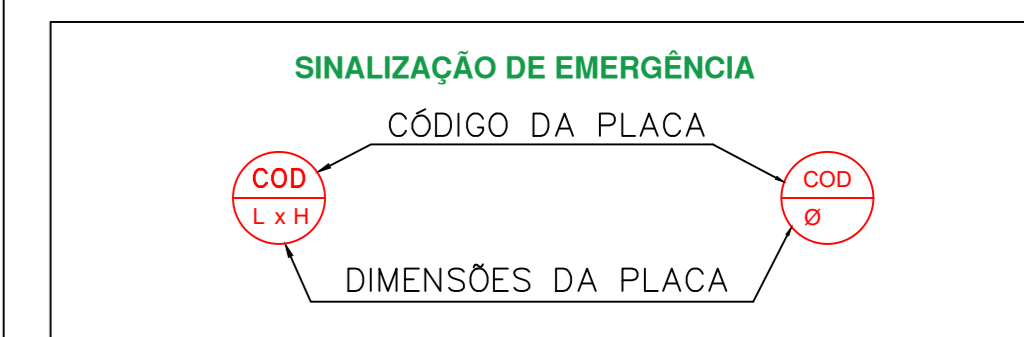 SINALIZAÇÃO DE EMERGÊNCIA
CÓDIGO DA PLACA
COD
L x H
COD
Ø
DIMENSÕES DA PLACA